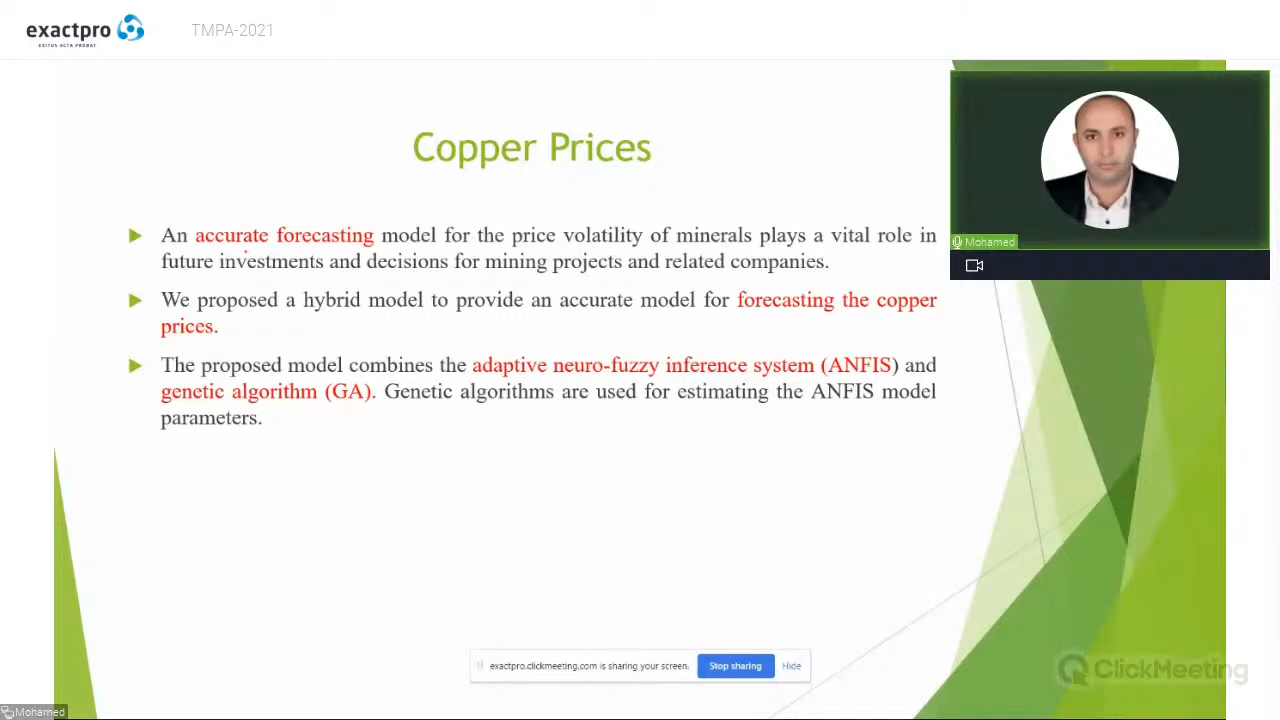 exactpro
EXITUS ACTA PROBAT
TMPA-2021
Copper Prices
An accurate forecasting model for the price volatility of minerals plays a vital role in
future investments and decisions for mining projects and related companies.
We proposed a hybrid model to provide an accurate model for forecasting the copper
prices.
The proposed model combines the adaptive neuro-fuzzy inference system (ANFIS) and
genetic algorithm (GA). Genetic algorithms are used for estimating the ANFIS model
parameters.
Mohamed
exactpro.clickmeeting.com is sharing your screen.
Stop sharing
Hide
ClickMeeting
Mohamed